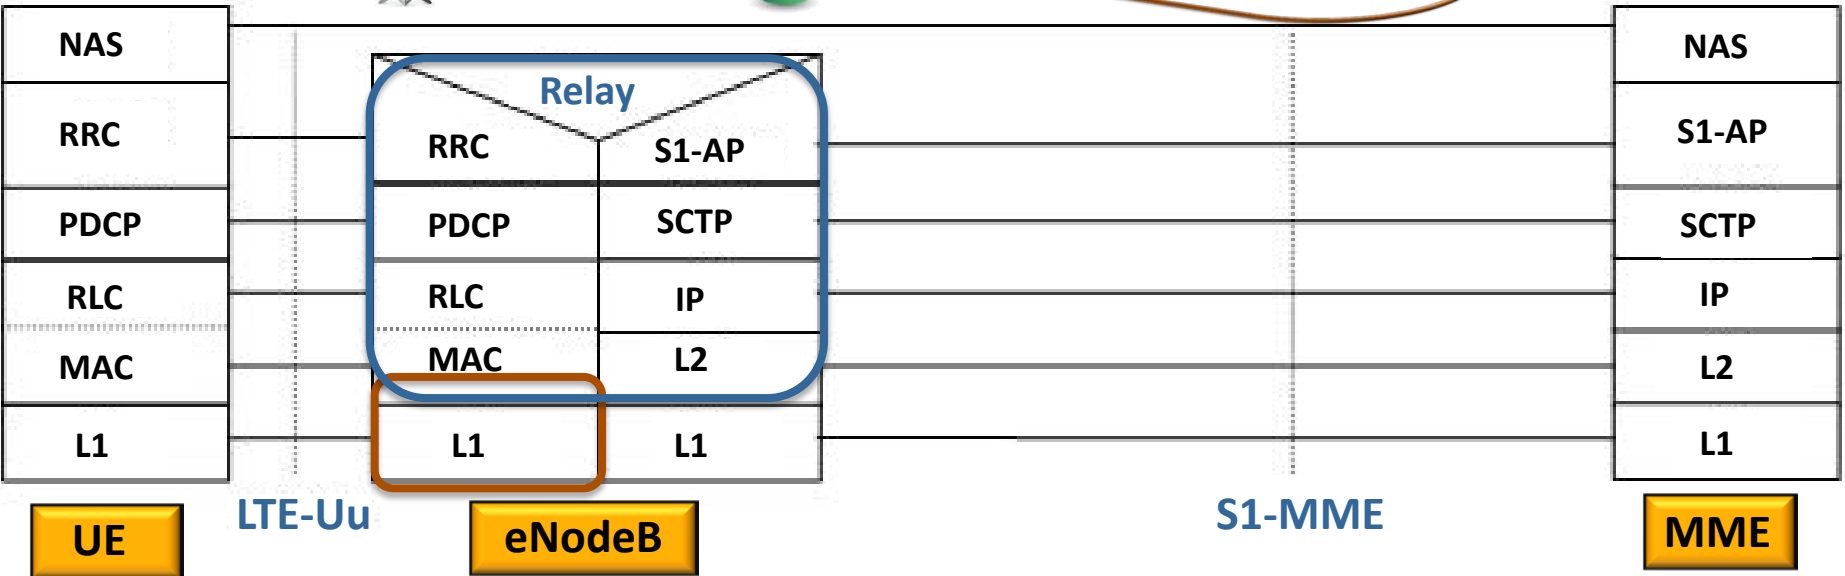 NAS
RRC
PDCP
RLC
MAC
L1
UE
LTE-Uu
Relay
RRC
PDCP
RLC
MAC
L1
S1-AP
SCTP
IP
L2
L1
eNodeB
S1-MME
NAS
S1-AP
SCTP
IP
L2
L1
MME